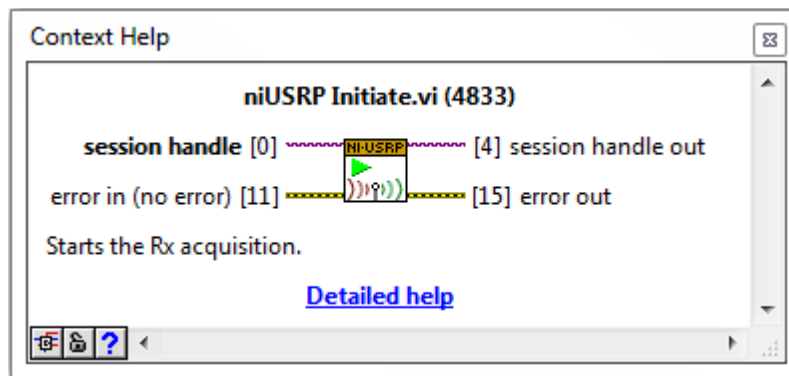 Context Help
niUSRP Initiate.vi (4833)
session handle [0] NI-USRP [4] session handle out
error in (no error) [11] [15] error out
Starts the Rx acquisition.
Detailed help
?